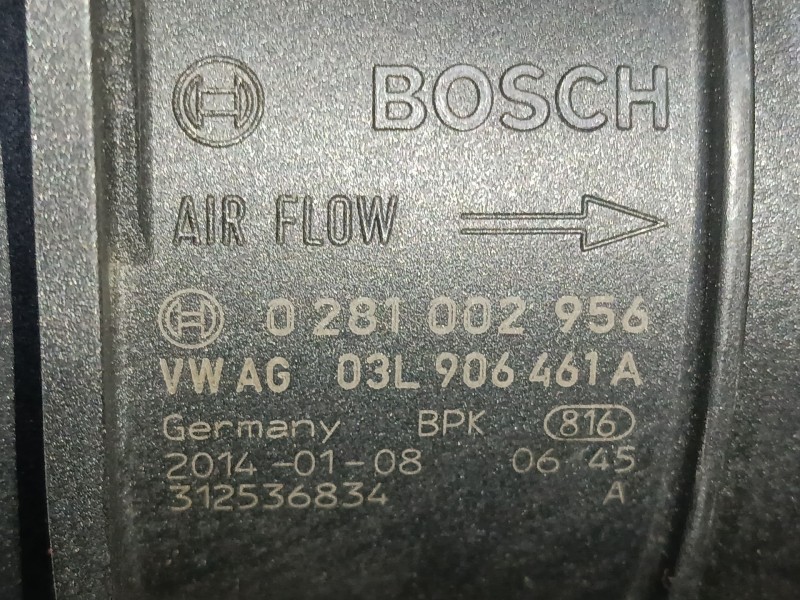 BOSCH
AIR FLOW
0 281 002 956
VW AG 03L 906 461 A
Germany BPK 816
2014-01-08 06 45
312536834 A